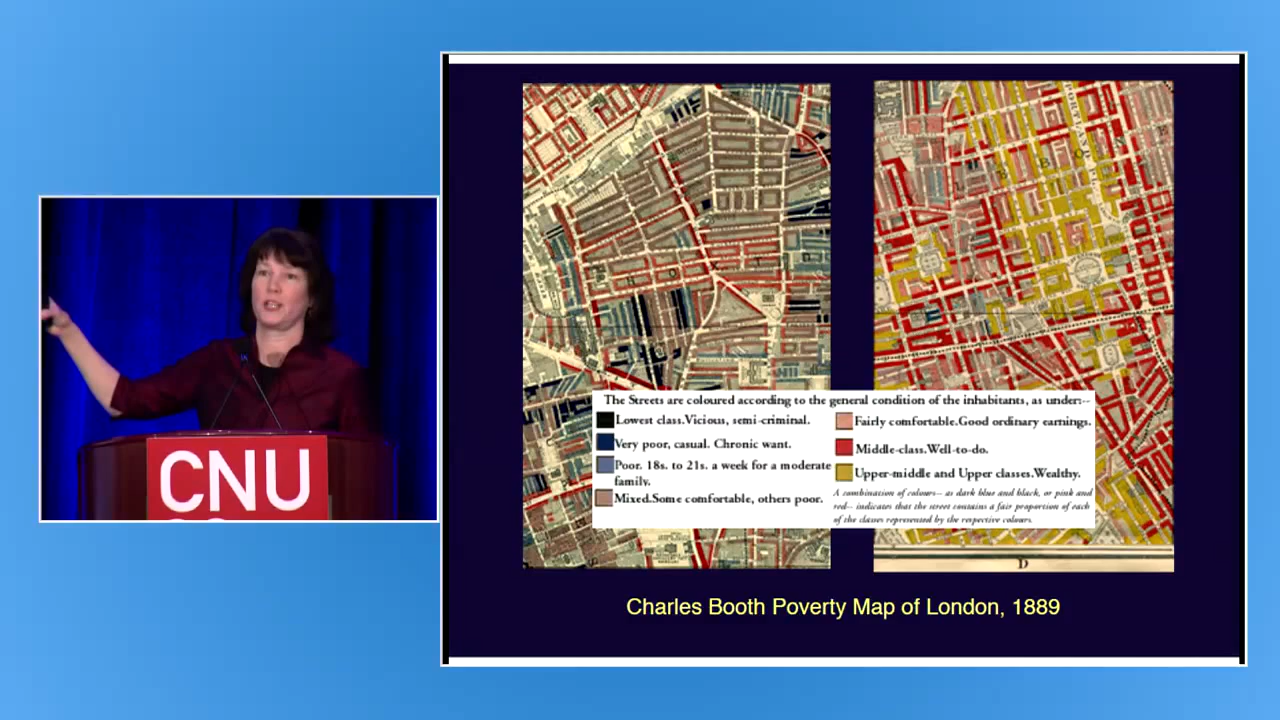 The Streets are coloured according to the general condition of the inhabitants, as under:--
Lowest class.Vicious, semi-criminal.
Very poor, casual. Chronic want.
Poor. 18s. to 21s. a week for a moderate
family.
Mixed.Some comfortable, others poor.
Fairly comfortable.Good ordinary earnings.
Middle-class.Well-to-do.
Upper-middle and Upper classes.Wealthy.
A combination of colours-- as dark blue and black, or pink and
red-- indicates that the street contains a fair proportion of each
of the classes represented by the respective colours.
D
Charles Booth Poverty Map of London, 1889
CNU